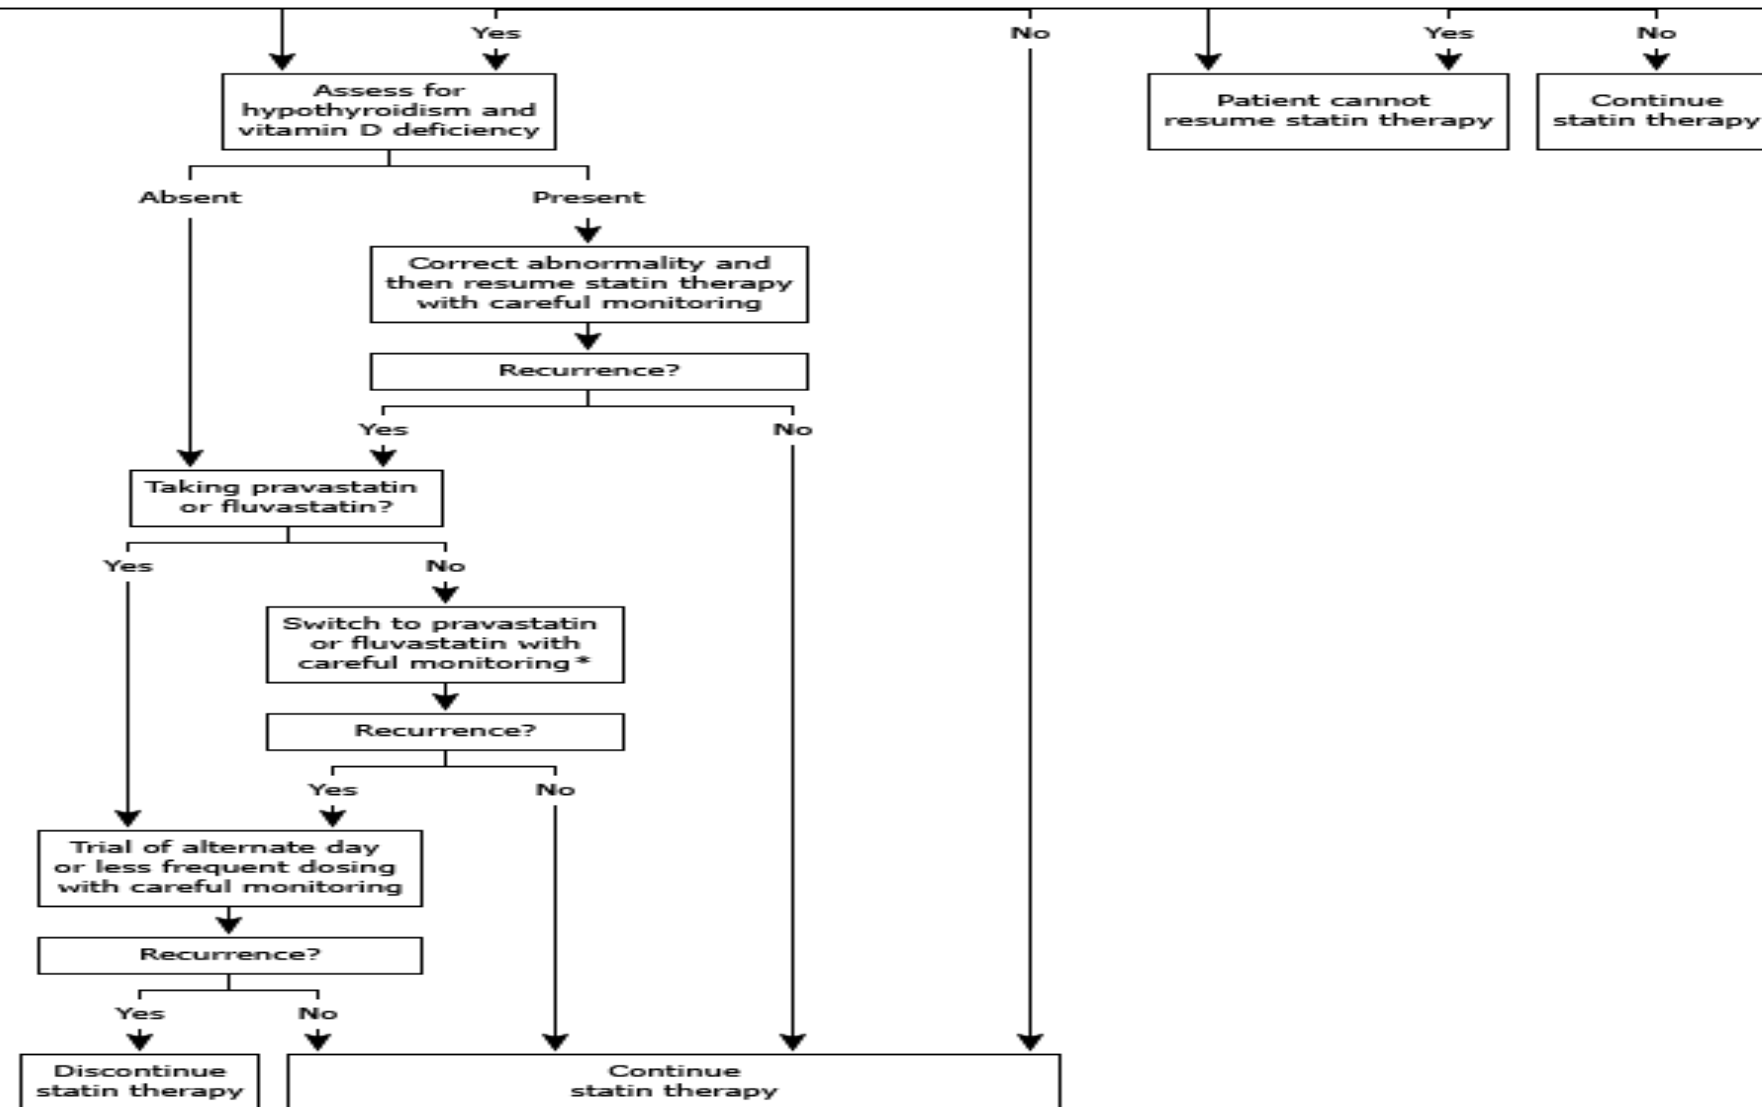 Yes
No
Yes
No
Assess for
hypothyroidism and
vitamin D deficiency
Patient cannot
resume statin therapy
Continue
statin therapy
Absent
Present
Correct abnormality and
then resume statin therapy
with careful monitoring
Recurrence?
Yes
No
Taking pravastatin
or fluvastatin?
Yes
No
Switch to pravastatin
or fluvastatin with
careful monitoring*
Recurrence?
Yes
No
Trial of alternate day
or less frequent dosing
with careful monitoring
Recurrence?
Yes
No
Discontinue
statin therapy
Continue
statin therapy